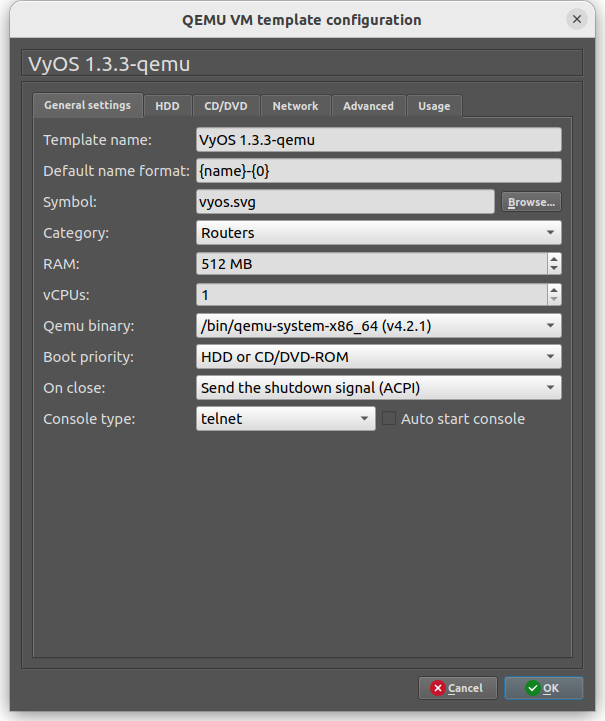 QEMU VM template configuration
VyOS 1.3.3-qemu
General settings HDD CD/DVD Network Advanced Usage
Template name: VyOS 1.3.3-qemu
Default name format: {name}-{0}
Symbol: vyos.svg Browse...
Category: Routers
RAM: 512 MB
vCPUs: 1
Qemu binary: /bin/qemu-system-x86_64 (v4.2.1)
Boot priority: HDD or CD/DVD-ROM
On close: Send the shutdown signal (ACPI)
Console type: telnet Auto start console
Cancel OK